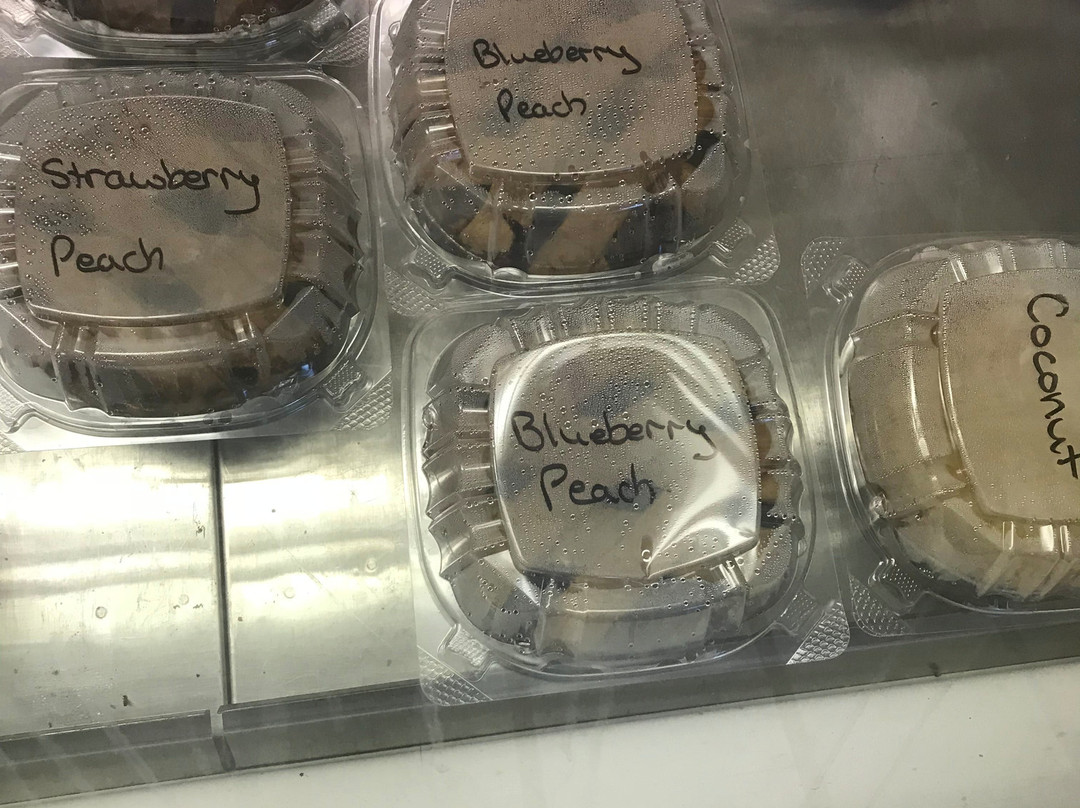 Blueberry
Peach
Strawberry
Peach
Blueberry
Peach
Coconut